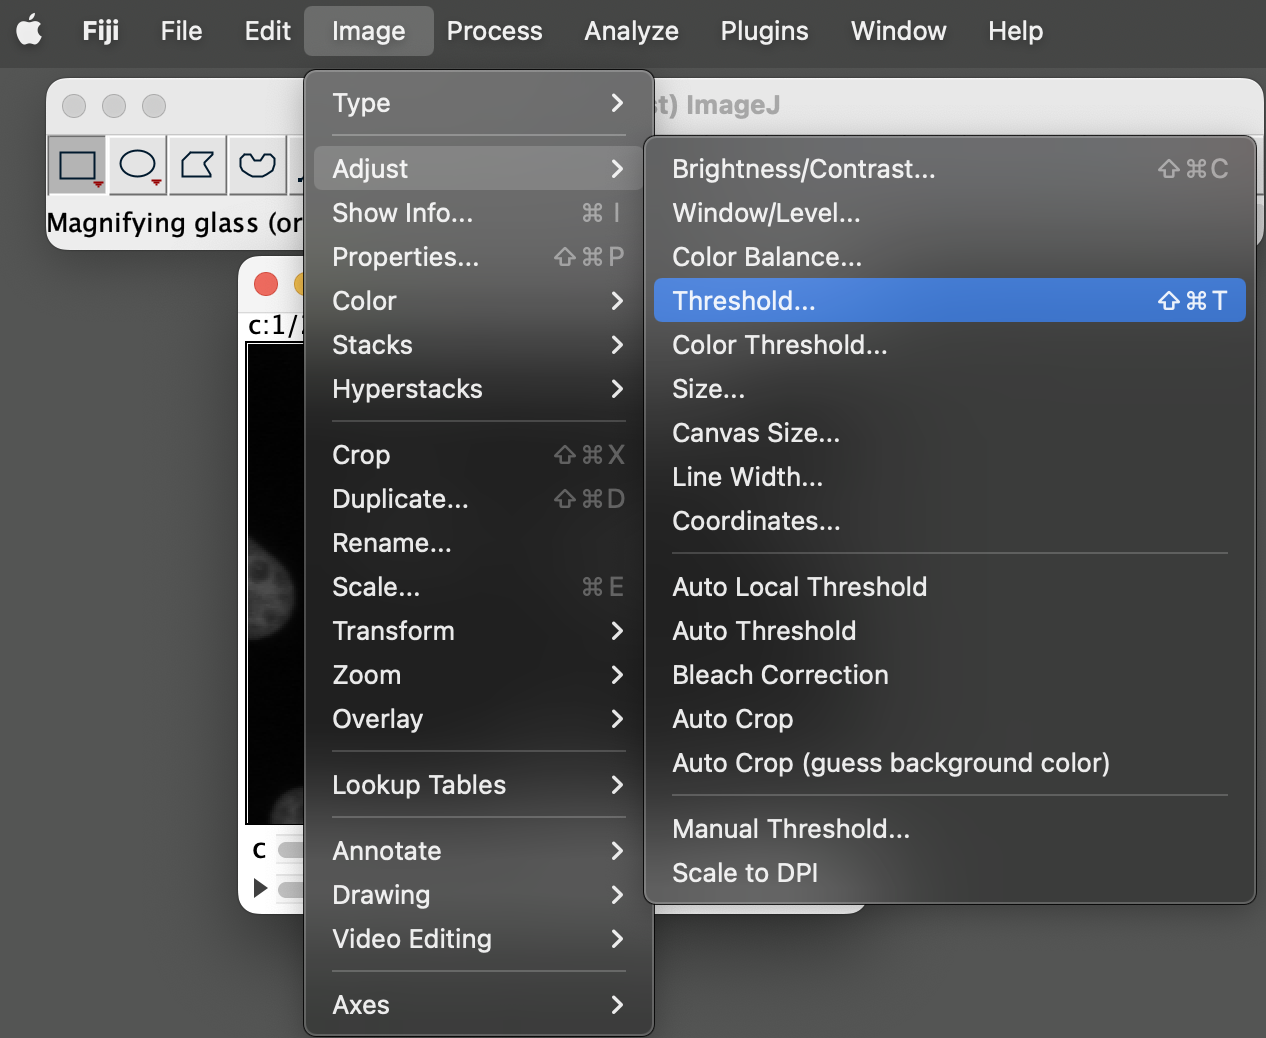 Fiji File Edit Image Process Analyze Plugins Window Help
st) ImageJ
Magnifying glass (or
c:1/
c
Type
Adjust
Show Info... ⌘ I
Properties... ⇧⌘P
Color
Stacks
Hyperstacks
Crop ⇧⌘X
Duplicate... ⇧⌘D
Rename...
Scale... ⌘E
Transform
Zoom
Overlay
Lookup Tables
Annotate
Drawing
Video Editing
Axes
Brightness/Contrast... ⇧⌘C
Window/Level...
Color Balance...
Threshold... ⇧⌘T
Color Threshold...
Size...
Canvas Size...
Line Width...
Coordinates...
Auto Local Threshold
Auto Threshold
Bleach Correction
Auto Crop
Auto Crop (guess background color)
Manual Threshold...
Scale to DPI